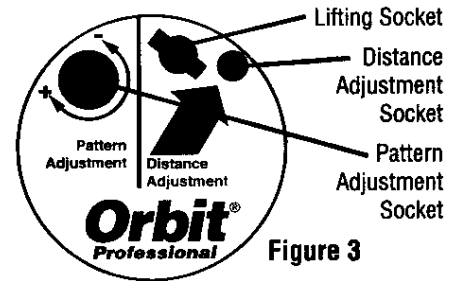 Lifting Socket
Distance
Adjustment
Socket
Pattern
Adjustment
Socket
-
+
Pattern
Adjustment
Distance
Adjustment
Orbit®
Professional
Figure 3